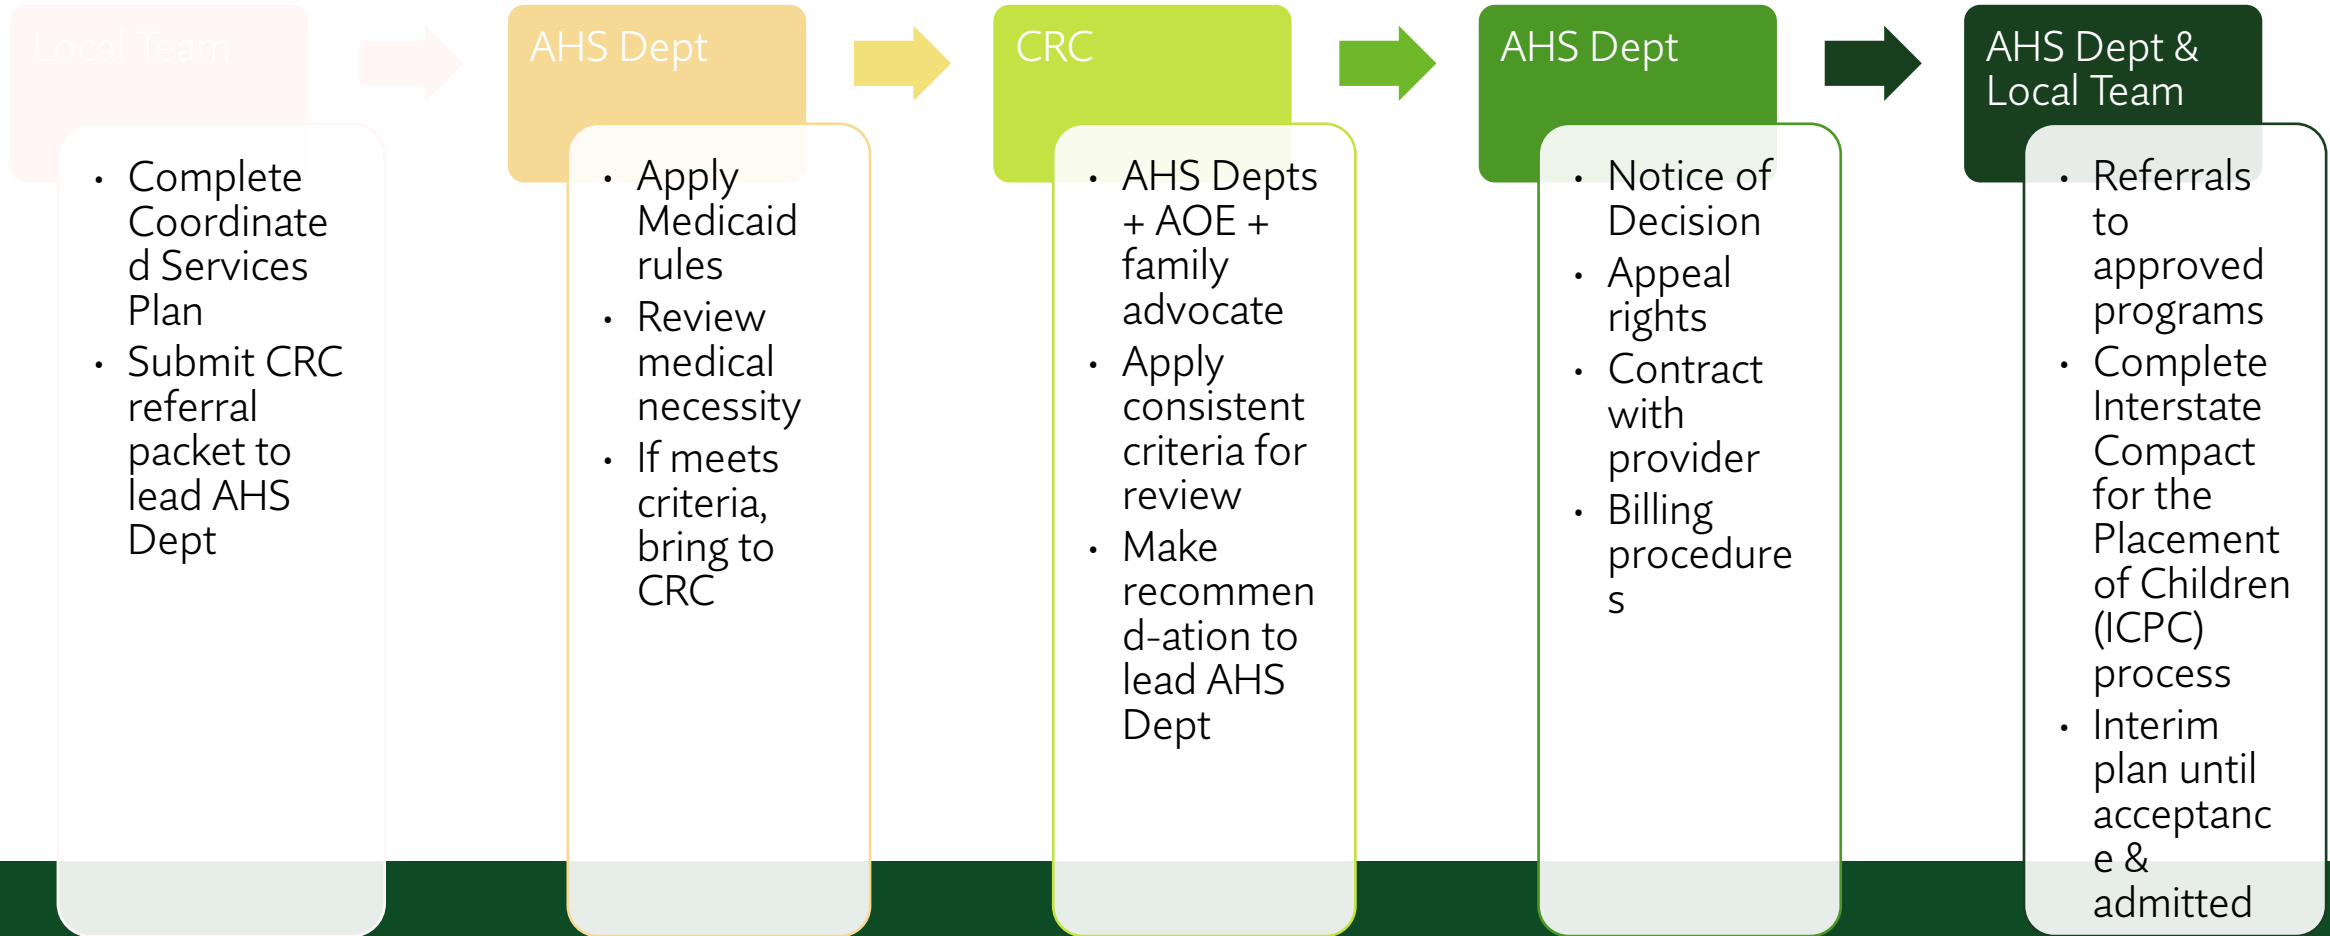 Local Team
• Complete
Coordinate
d Services
Plan
• Submit CRC
referral
packet to
lead AHS
Dept
AHS Dept
• Apply
Medicaid
rules
• Review
medical
necessity
• If meets
criteria,
bring to
CRC
CRC
• AHS Depts
+ AOE +
family
advocate
• Apply
consistent
criteria for
review
• Make
recommen
d-ation to
lead AHS
Dept
AHS Dept
• Notice of
Decision
• Appeal
rights
• Contract
with
provider
• Billing
procedure
s
AHS Dept &
Local Team
• Referrals
to
approved
programs
• Complete
Interstate
Compact
for the
Placement
of Children
(ICPC)
process
• Interim
plan until
acceptanc
e &
admitted